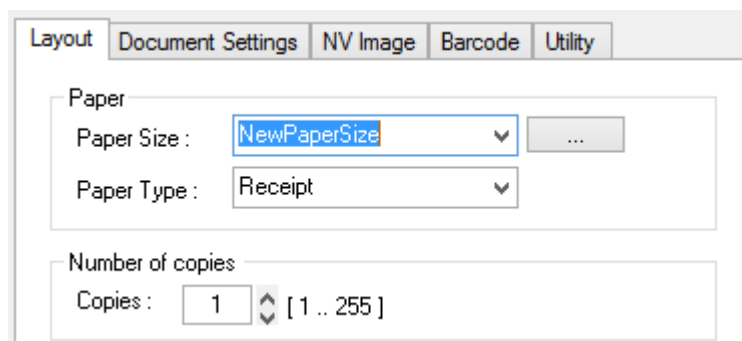 Layout Document Settings NV Image Barcode Utility
Paper
Paper Size : NewPaperSize ...
Paper Type : Receipt
Number of copies
Copies : 1 [ 1 .. 255 ]